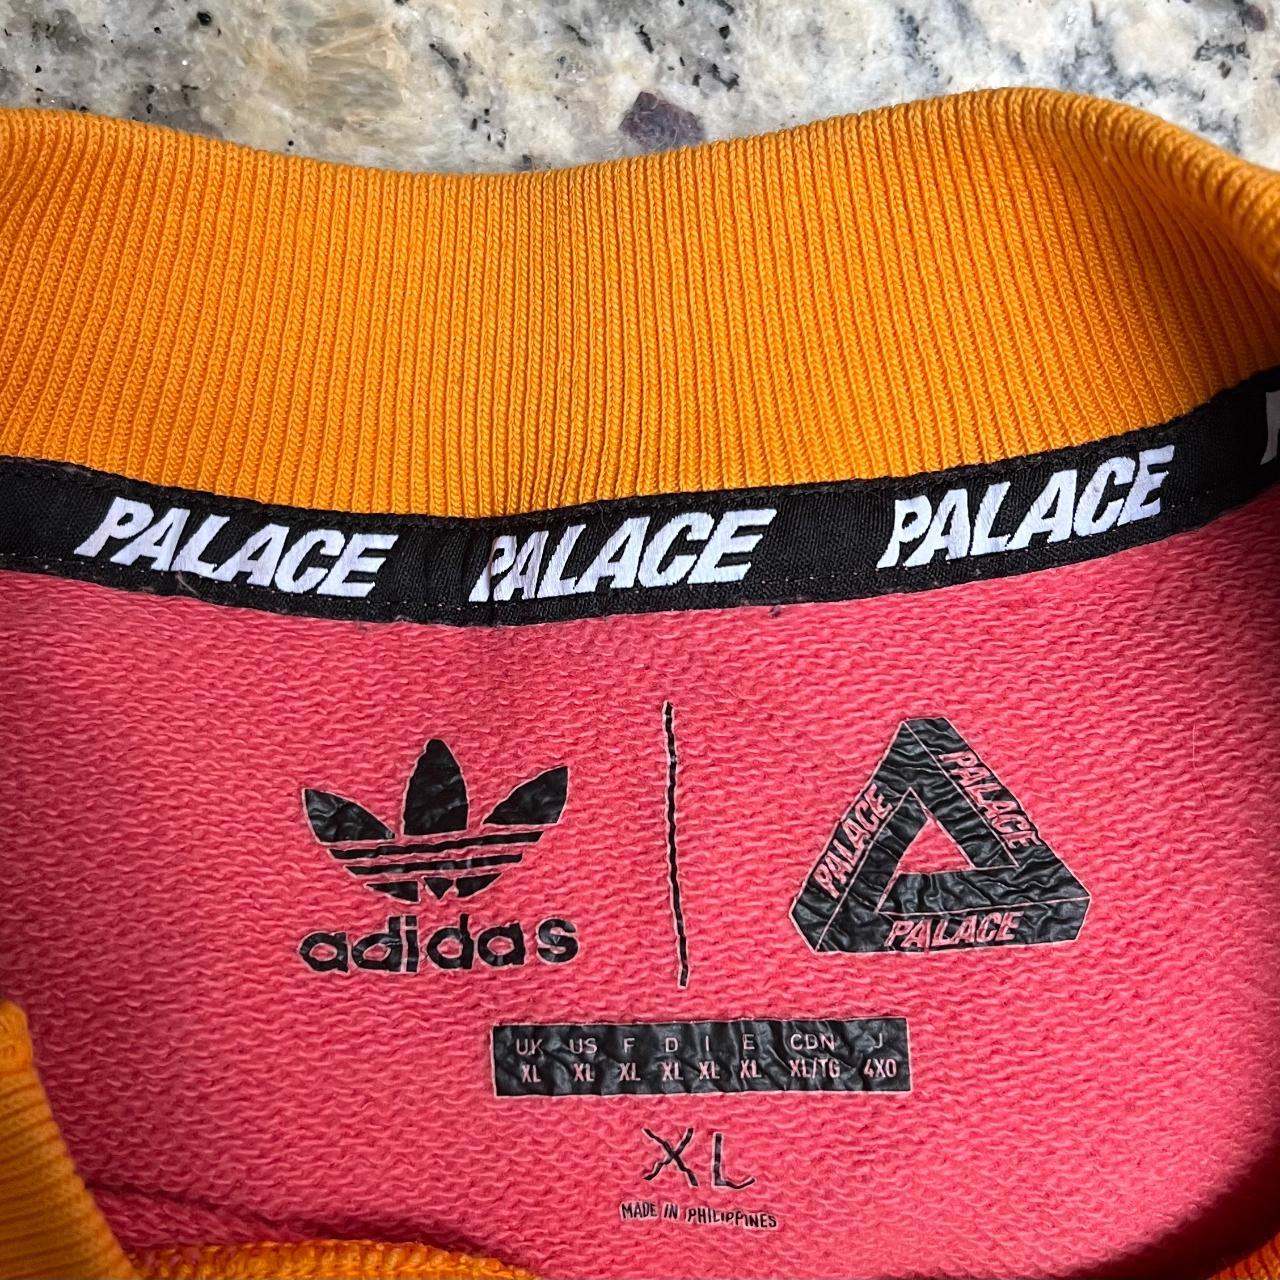 PALACE PALACE PALACE
adidas
PALACE
PALACE
PALACE
UK US F D I E CDN J
XL XL XL XL XL XL XL/TG 4XO
XL
MADE IN PHILIPPINES